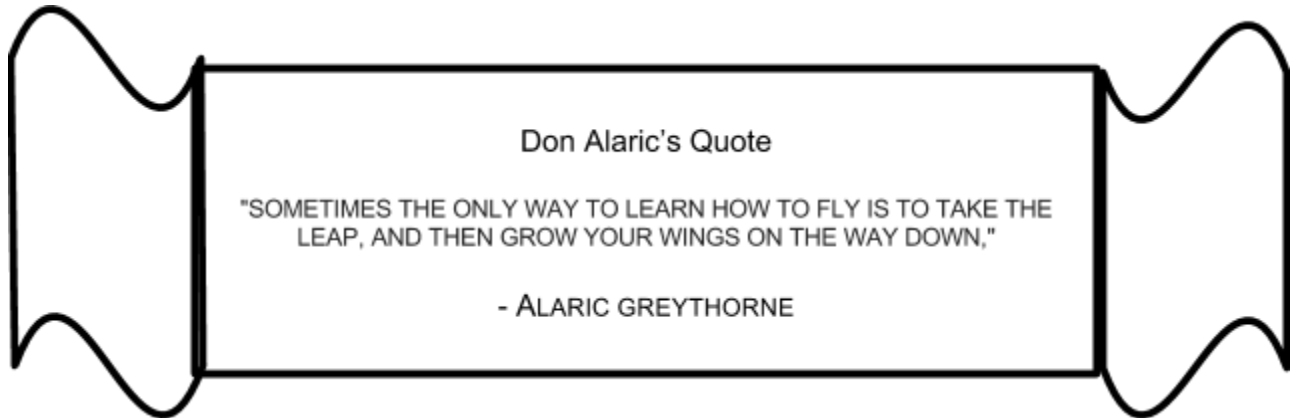 Don Alaric's Quote
"SOMETIMES THE ONLY WAY TO LEARN HOW TO FLY IS TO TAKE THE
LEAP, AND THEN GROW YOUR WINGS ON THE WAY DOWN,"
- ALARIC GREYTHORNE